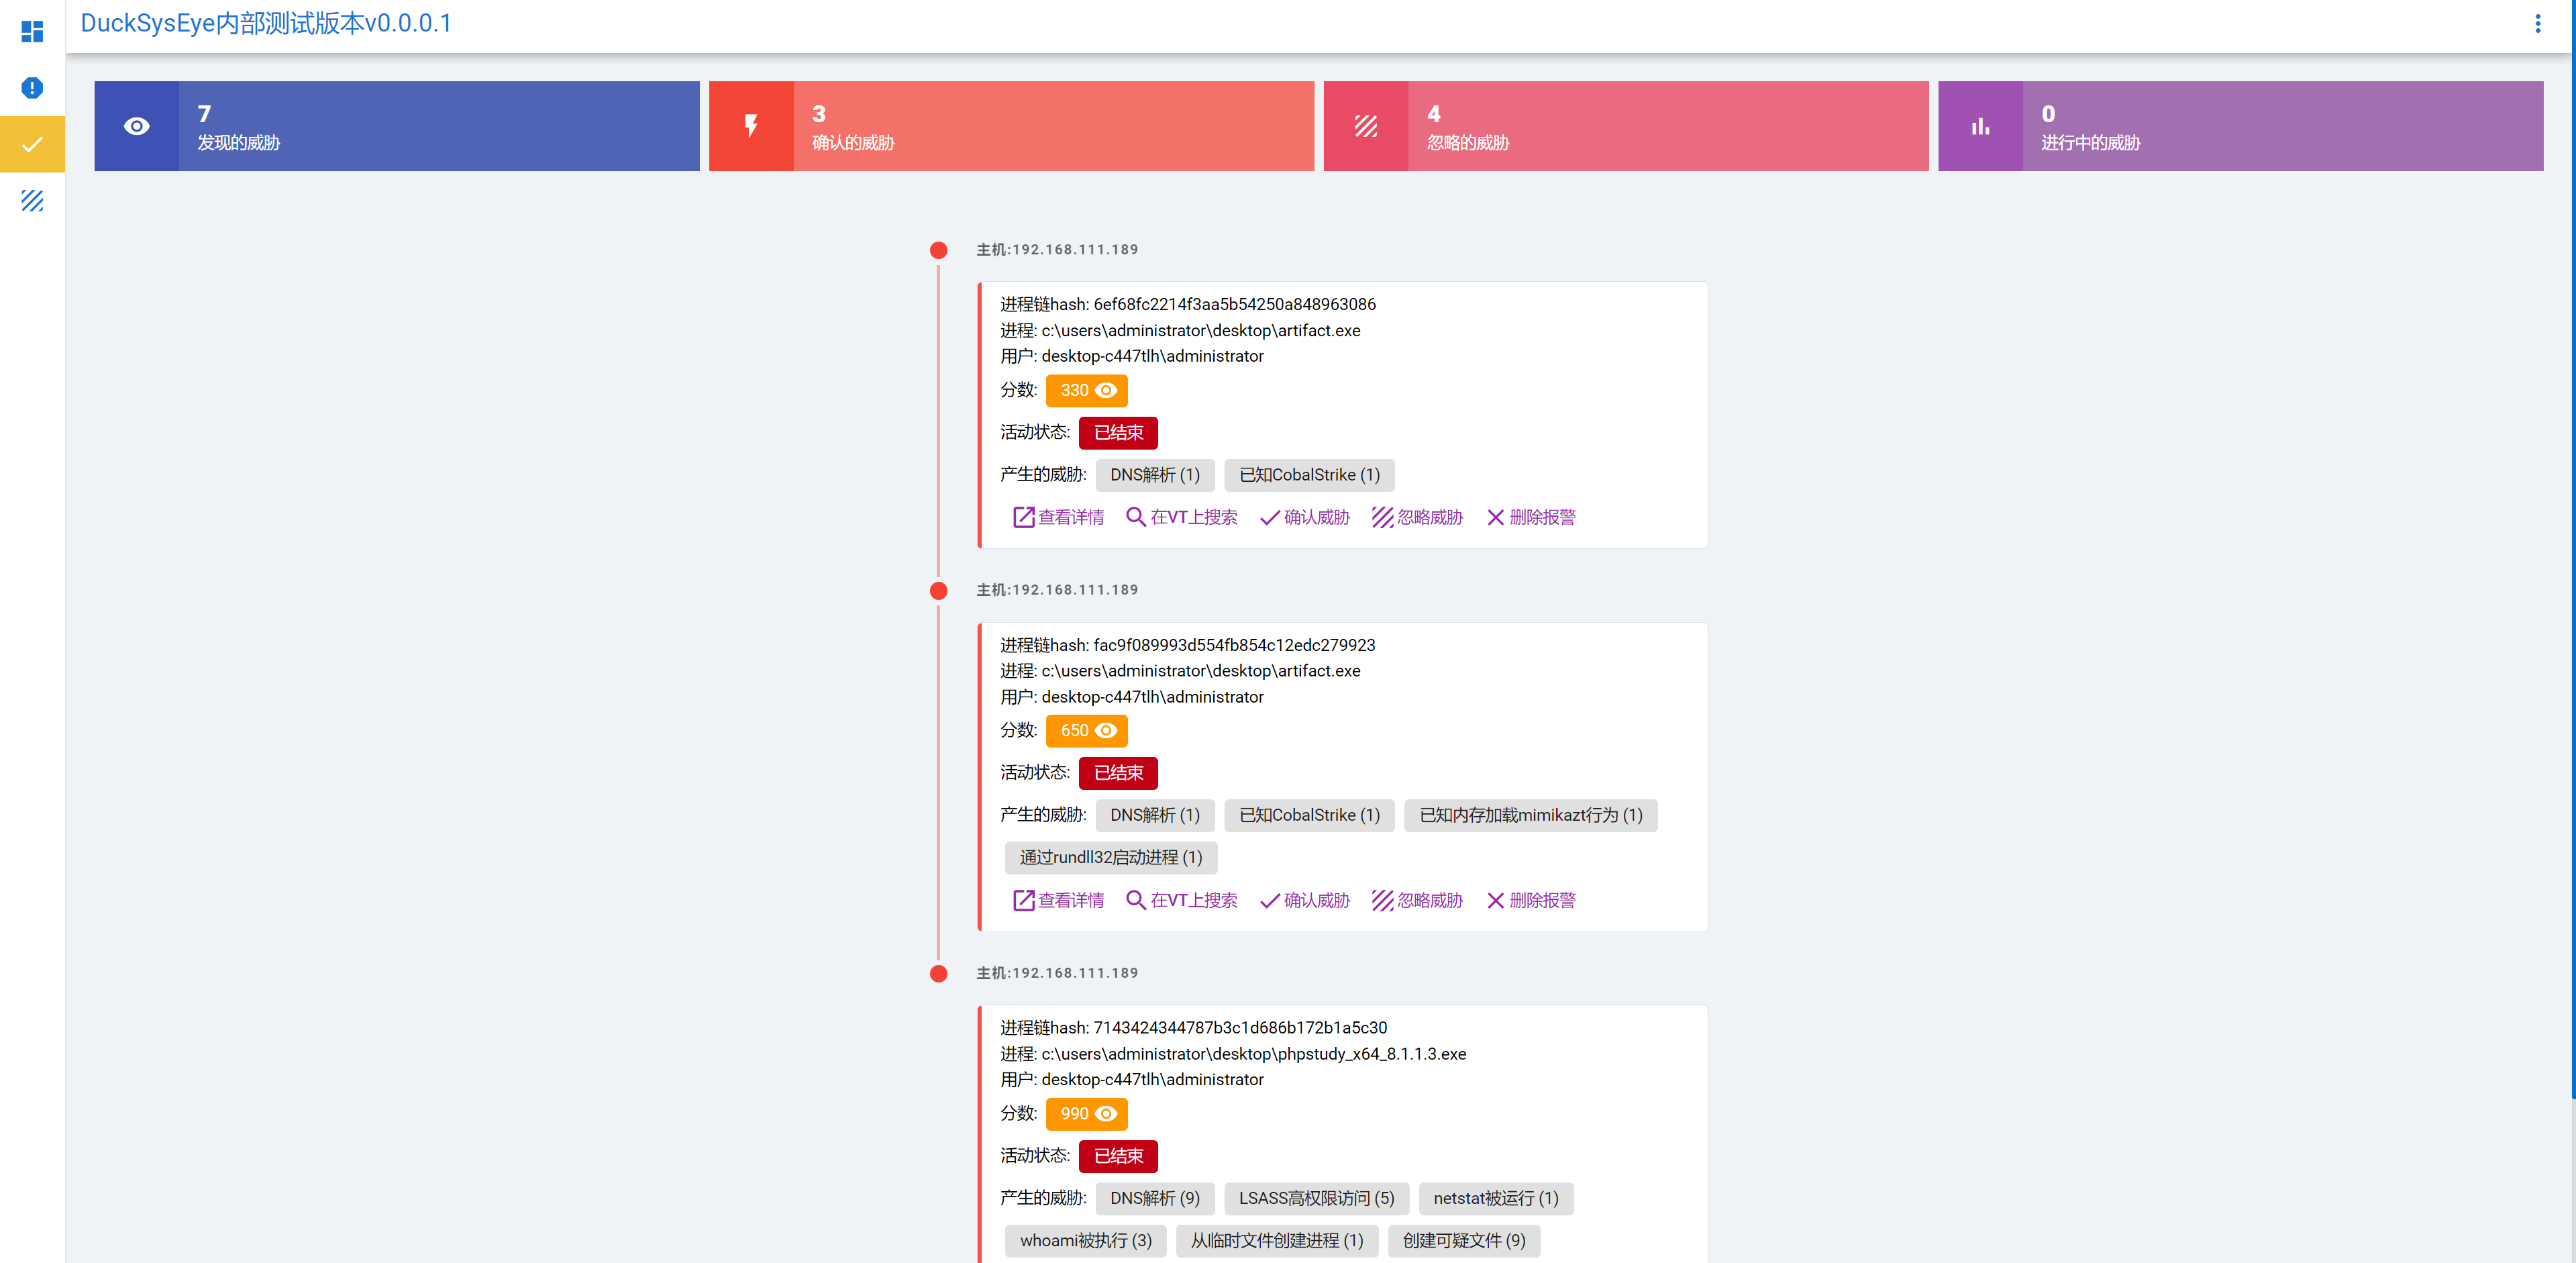 DuckSysEye内部测试版本v0.0.0.1
7
发现的威胁
3
确认的威胁
4
忽略的威胁
0
进行中的威胁
主机:192.168.111.189
进程链hash: 6ef68fc2214f3aa5b54250a848963086
进程: c:\users\administrator\desktop\artifact.exe
用户: desktop-c447tlh\administrator
分数: 330
活动状态: 已结束
产生的威胁: DNS解析 (1) 已知CobalStrike (1)
查看详情 在VT上搜索 确认威胁 忽略威胁 删除报警
主机:192.168.111.189
进程链hash: fac9f089993d554fb854c12edc279923
进程: c:\users\administrator\desktop\artifact.exe
用户: desktop-c447tlh\administrator
分数: 650
活动状态: 已结束
产生的威胁: DNS解析 (1) 已知CobalStrike (1) 已知内存加载mimikazt行为 (1)
通过rundll32启动进程 (1)
查看详情 在VT上搜索 确认威胁 忽略威胁 删除报警
主机:192.168.111.189
进程链hash: 7143424344787b3c1d686b172b1a5c30
进程: c:\users\administrator\desktop\phpstudy_x64_8.1.1.3.exe
用户: desktop-c447tlh\administrator
分数: 990
活动状态: 已结束
产生的威胁: DNS解析 (9) LSASS高权限访问 (5) netstat被运行 (1)
whoami被执行 (3) 从临时文件创建进程 (1) 创建可疑文件 (9)